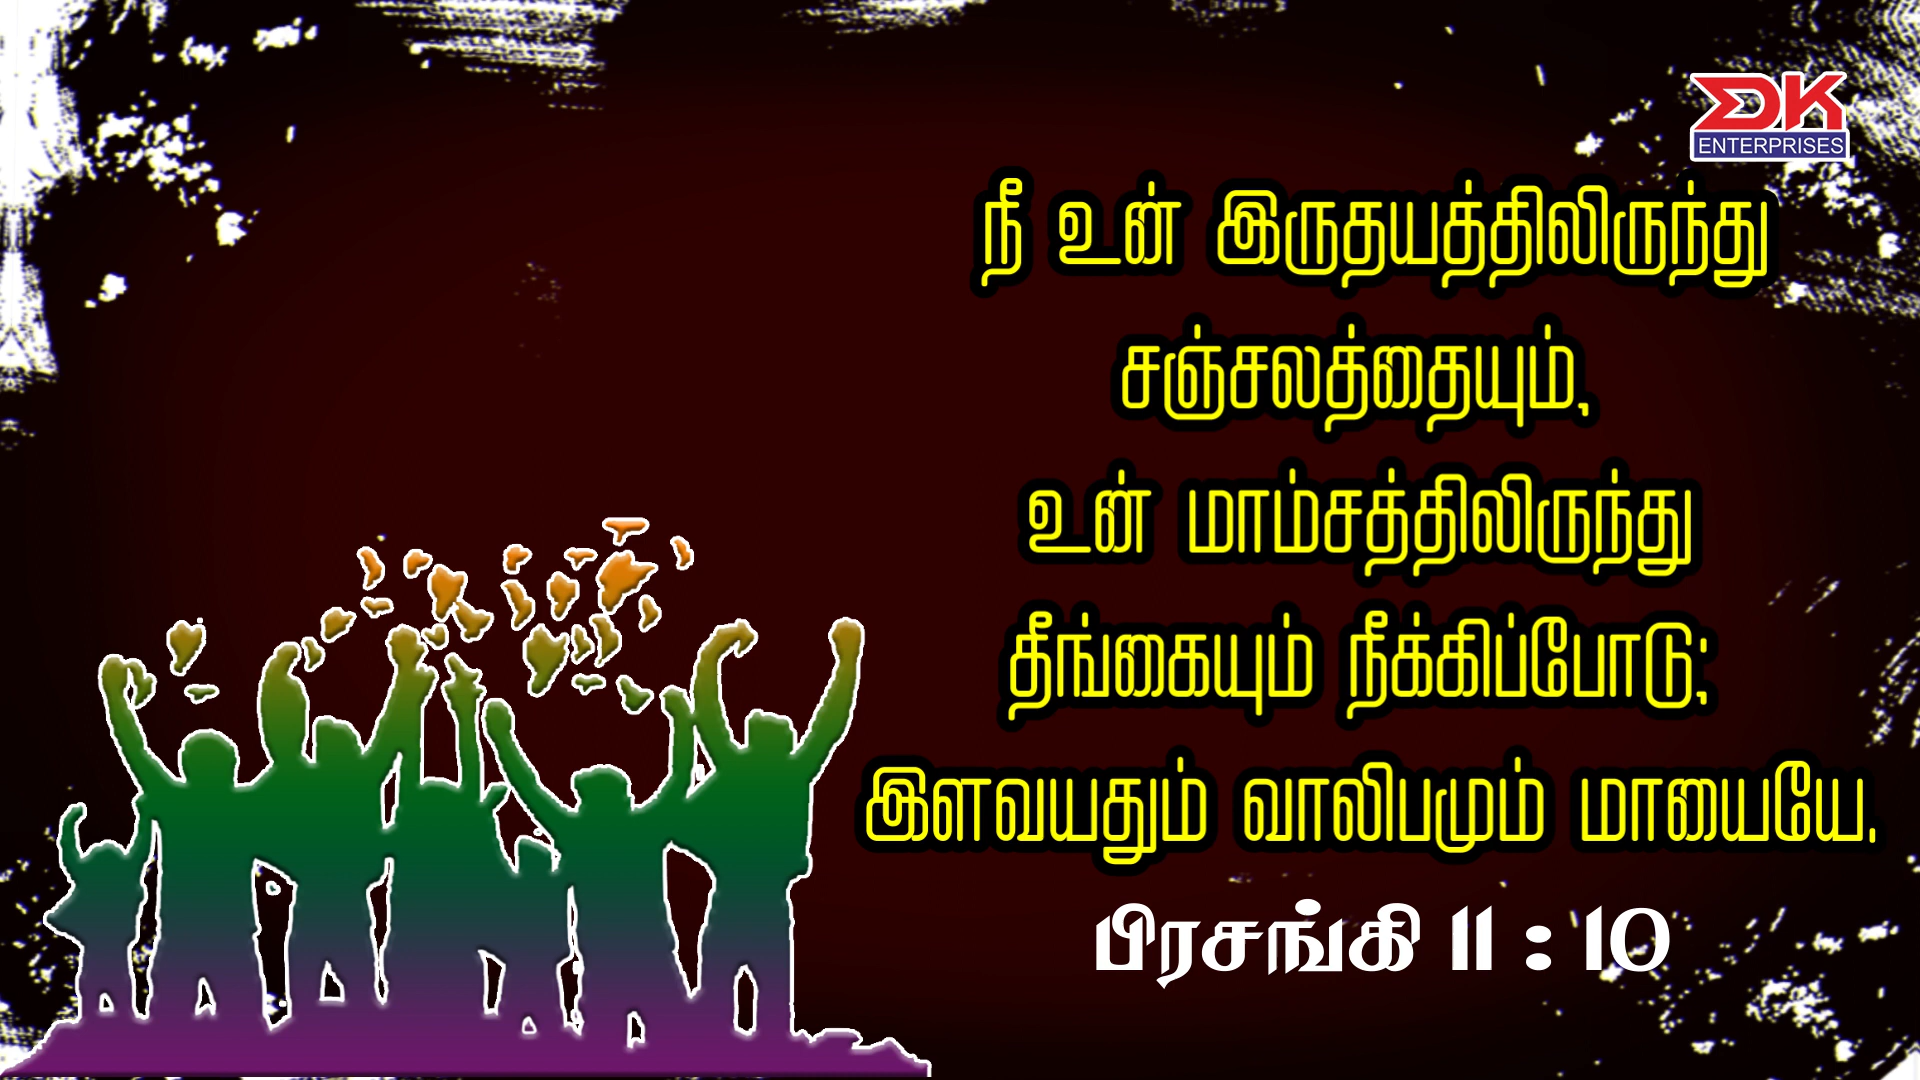 DK
ENTERPRISES
நீ உன் இருதயத்திலிருந்து
சஞ்சலத்தையும்,
உன் மாம்சத்திலிருந்து
தீங்கையும் நீக்கிப்போடு;
இளவயதும் வாலிபமும் மாயையே.
பிரசங்கி 11 : 10